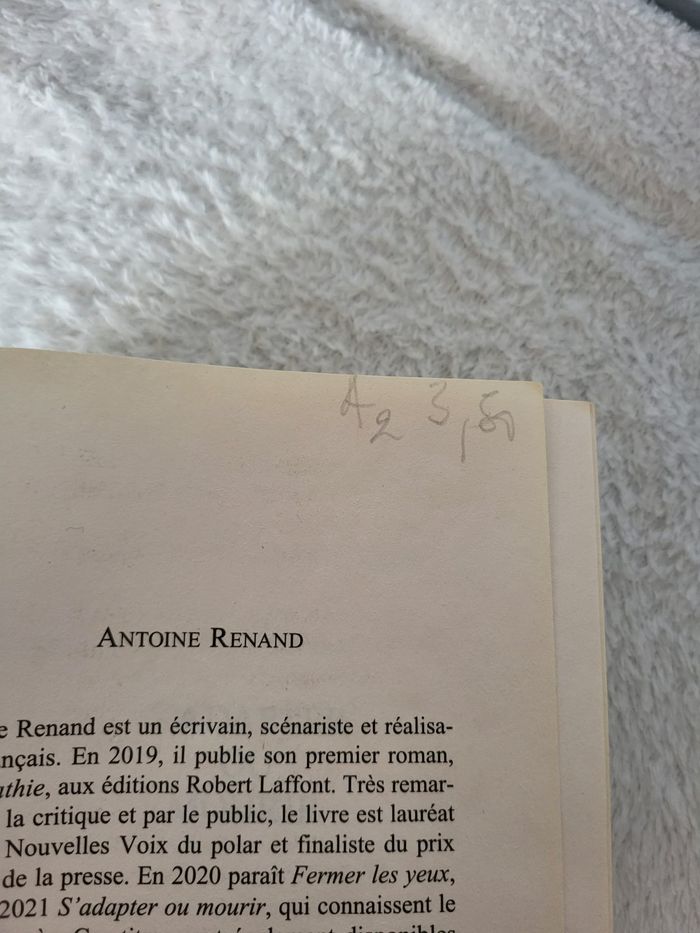 A2 3,50
ANTOINE RENAND
e Renand est un écrivain, scénariste et réalisa-
nçais. En 2019, il publie son premier roman,
athie, aux éditions Robert Laffont. Très remar-
la critique et par le public, le livre est lauréat
Nouvelles Voix du polar et finaliste du prix
de la presse. En 2020 paraît Fermer les yeux,
2021 S'adapter ou mourir, qui connaissent le